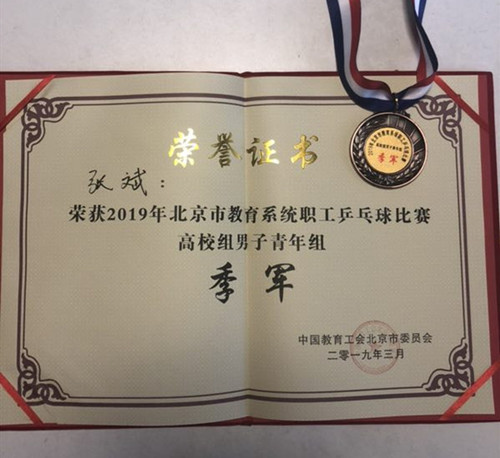 荣誉证书
张斌：
荣获2019年北京市教育系统职工乒乓球比赛
高校组男子青年组
季 军
中国教育工会北京市委员会
二零一九年三月
季 军